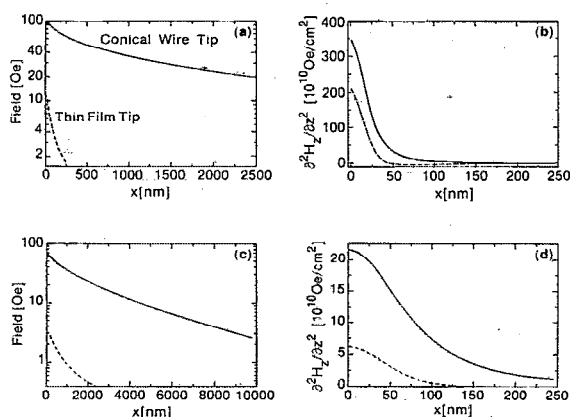 (a)
Conical Wire Tip
Thin Film Tip
Field [Oe]
100
40
20
10
4
2
0 500 1000 1500 2000 2500
x[nm]
(b)
∂²H_z/∂z² [10¹⁰Oe/cm²]
400
300
200
100
0
0 50 100 150 200 250
x[nm]
(c)
Field [Oe]
100
10
1
0 2000 4000 6000 8000 10000
x[nm]
(d)
∂²H_z/∂z² [10¹⁰Oe/cm²]
20
15
10
5
0
0 50 100 150 200 250
x[nm]